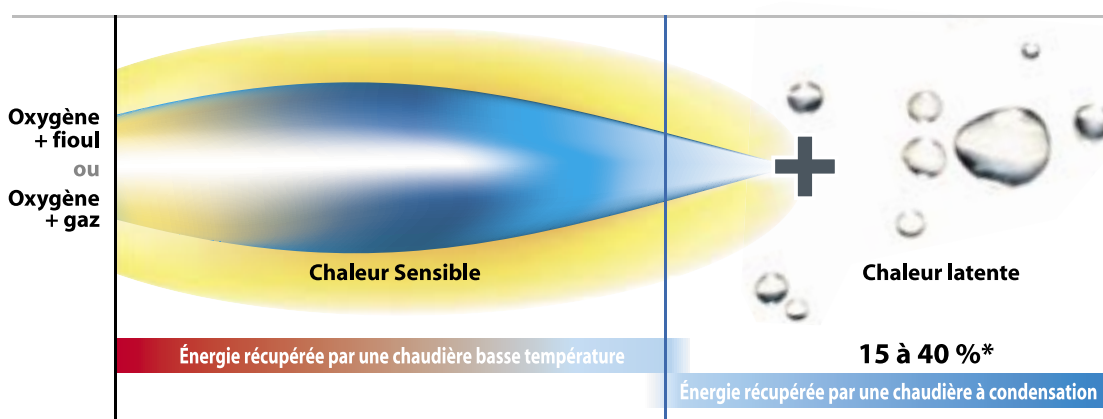 Oxygène
+ fioul
ou
Oxygène
+ gaz
Chaleur Sensible
Chaleur latente
Énergie récupérée par une chaudière basse température
15 à 40 %*
Énergie récupérée par une chaudière à condensation